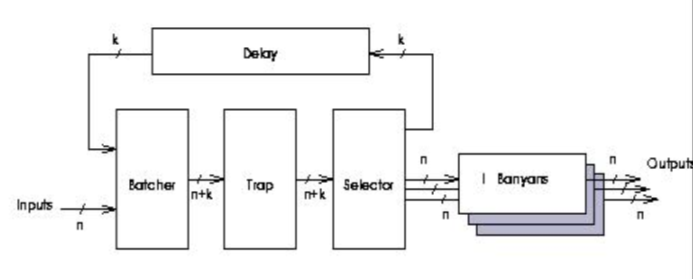 k
k
Delay
Batcher
Trap
Selector
n+k
n+k
Inputs
n
n
n
l Banyans
n
n
Outputs